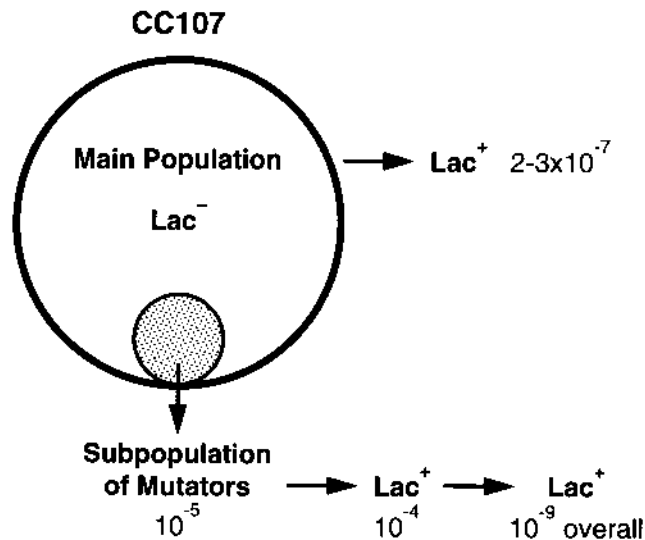 CC107
Main Population
Lac⁻
Lac⁺ 2-3x10⁻⁷
Subpopulation
of Mutators
10⁻⁵
Lac⁺
10⁻⁴
Lac⁺
10⁻⁹ overall